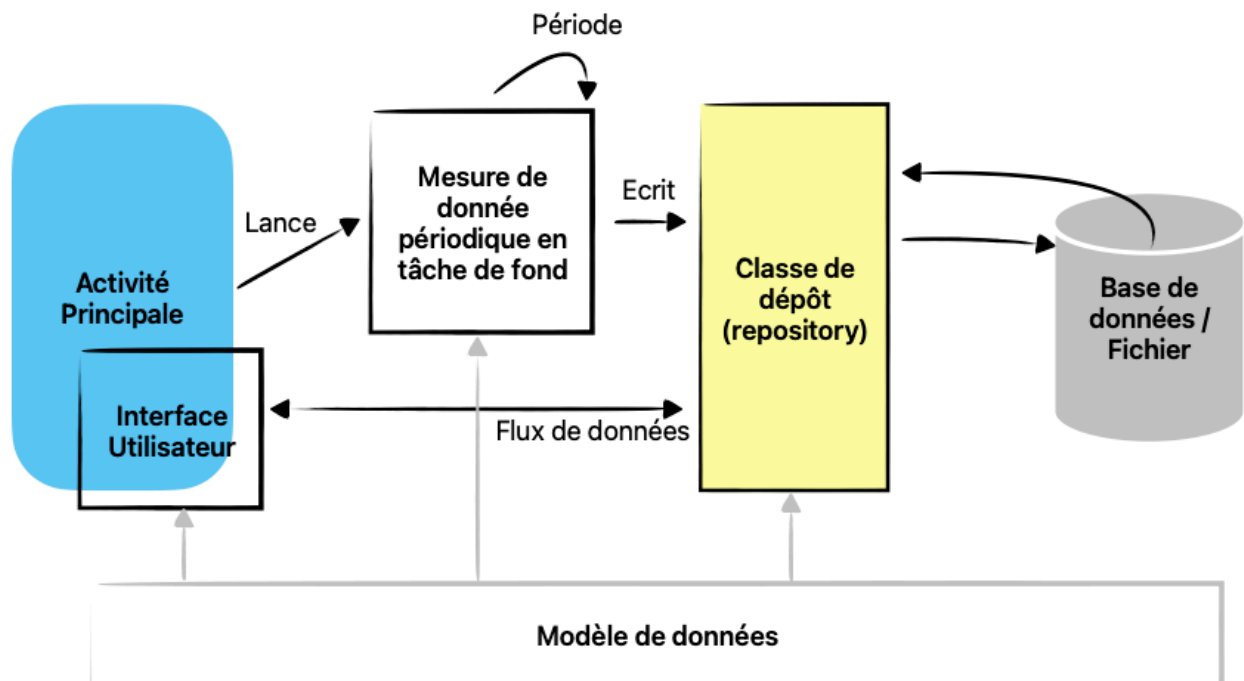 Période
Mesure de
donnée
périodique en
tâche de fond
Lance
Ecrit
Activité
Principale
Classe de
dépôt
(repository)
Base de
données /
Fichier
Interface
Utilisateur
Flux de données
Modèle de données